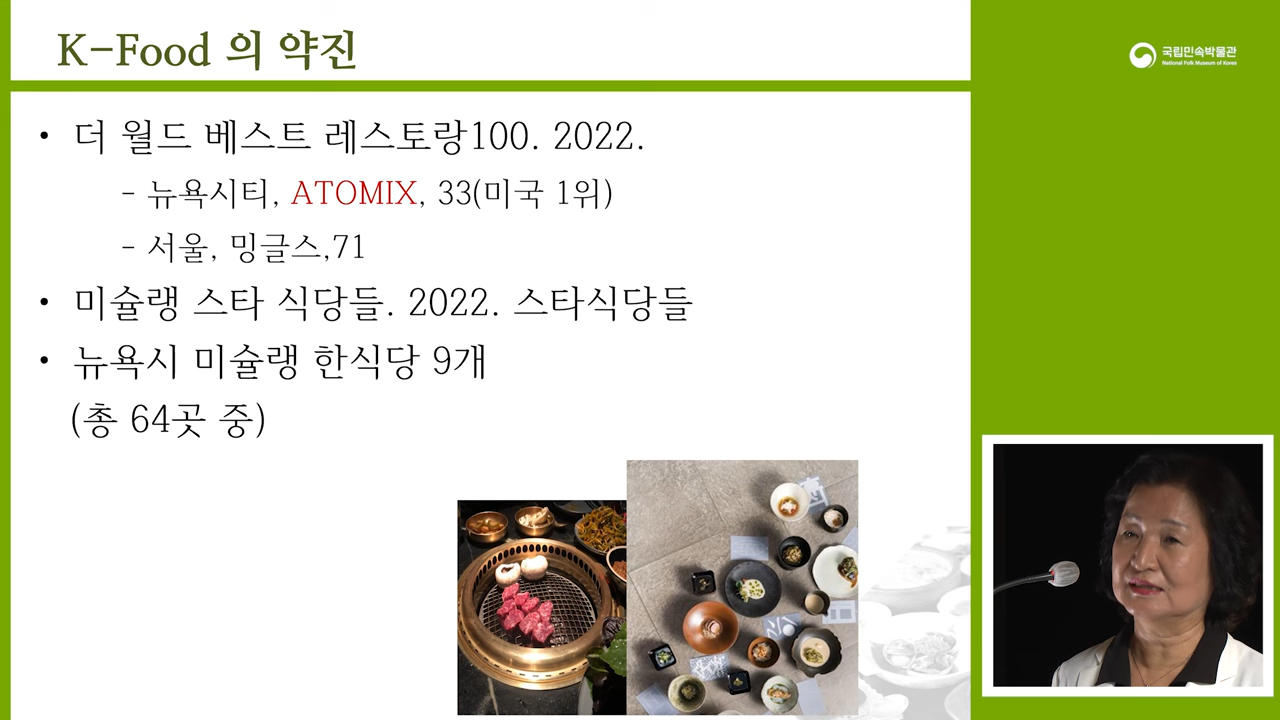 K-Food 의 약진
국립민속박물관
National Folk Museum of Korea
• 더 월드 베스트 레스토랑100. 2022.
- 뉴욕시티, ATOMIX, 33(미국 1위)
- 서울, 밍글스,71
• 미슐랭 스타 식당들. 2022. 스타식당들
• 뉴욕시 미슐랭 한식당 9개
(총 64곳 중)